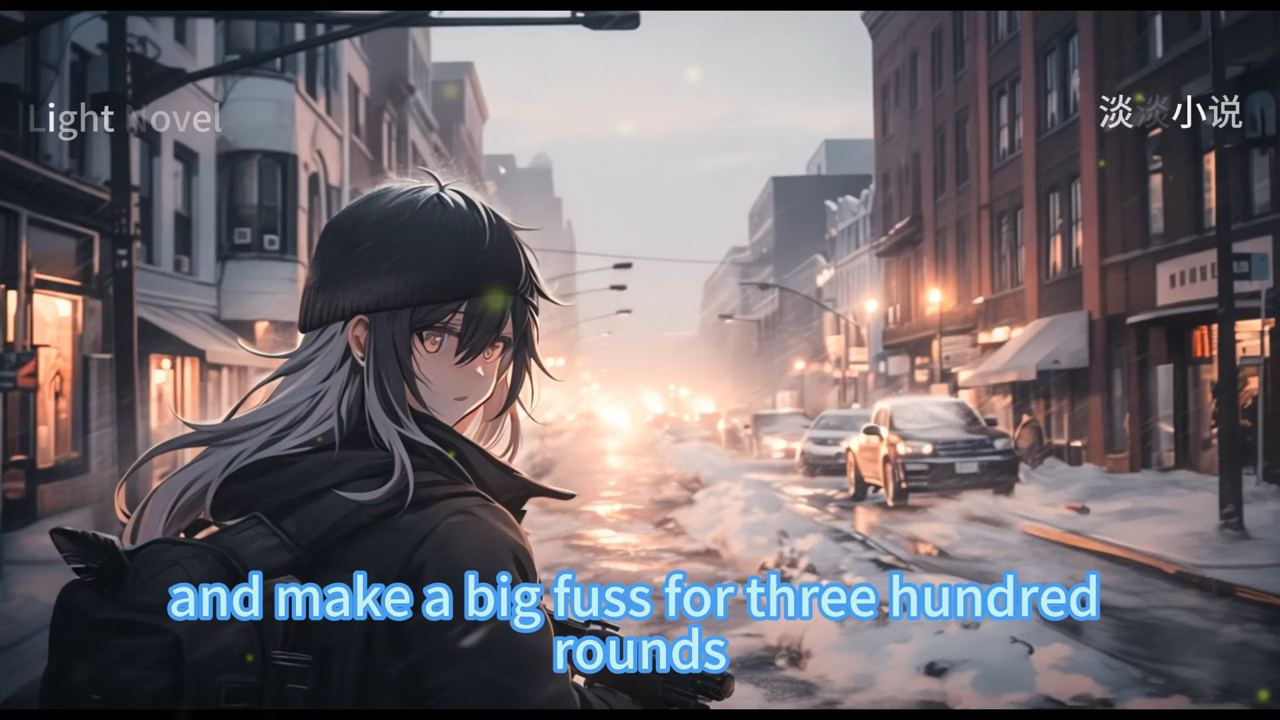 Light Novel
淡淡小说
and make a big fuss for three hundred
rounds